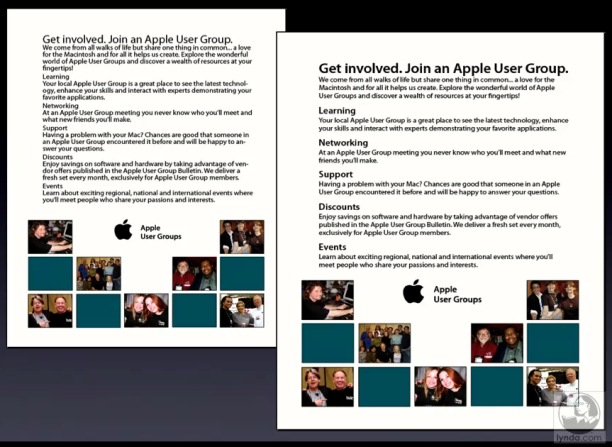 Get involved. Join an Apple User Group.
We come from all walks of life but share one thing in common... a love
for the Macintosh and for all it helps us create. Explore the wonderful
world of Apple User Groups and discover a wealth of resources at your
fingertips!
Learning
Your local Apple User Group is a great place to see the latest technol-
ogy, enhance your skills and interact with experts demonstrating your
favorite applications.
Networking
At an Apple User Group meeting you never know who you'll meet and
what new friends you'll make.
Support
Having a problem with your Mac? Chances are good that someone in
an Apple User Group encountered it before and will be happy to an-
swer your questions.
Discounts
Enjoy savings on software and hardware by taking advantage of ven-
dor offers published in the Apple User Group Bulletin. We deliver a
fresh set every month, exclusively for Apple User Group members.
Events
Learn about exciting regional, national and international events where
you'll meet people who share your passions and interests.
Apple
User Groups
Get involved. Join an Apple User Group.
We come from all walks of life but share one thing in common... a love for the
Macintosh and for all it helps us create. Explore the wonderful world of Apple
User Groups and discover a wealth of resources at your fingertips!
Learning
Your local Apple User Group is a great place to see the latest technology, enhance
your skills and interact with experts demonstrating your favorite applications.
Networking
At an Apple User Group meeting you never know who you'll meet and what new
friends you'll make.
Support
Having a problem with your Mac? Chances are good that someone in an Apple
User Group encountered it before and will be happy to answer your questions.
Discounts
Enjoy savings on software and hardware by taking advantage of vendor offers
published in the Apple User Group Bulletin. We deliver a fresh set every month,
exclusively for Apple User Group members.
Events
Learn about exciting regional, national and international events where you'll
meet people who share your passions and interests.
Apple
User Groups
lynda.com